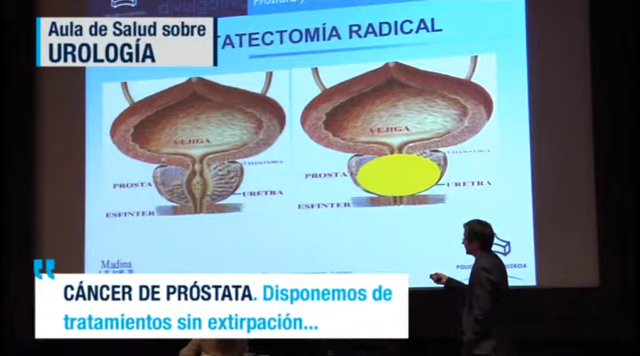 Aula de Salud sobre
UROLOGÍA
TATECTOMÍA RADICAL
VEJIGA
PROSTA
URETRA
ESFINTER
VEJIGA
PROSTA
URETRA
ESFINTER
Madina
CÁNCER DE PRÓSTATA. Disponemos de
tratamientos sin extirpación...